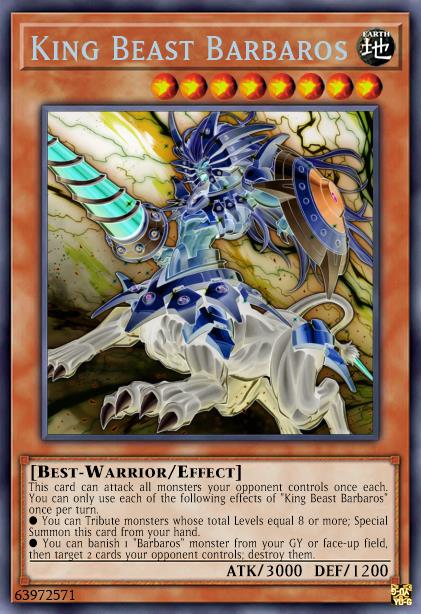 KING BEAST BARBAROS
EARTH
地
[BEST-WARRIOR/EFFECT]
This card can attack all monsters your opponent controls once each.
You can only use each of the following effects of "King Beast Barbaros"
once per turn.
● You can Tribute monsters whose total Levels equal 8 or more; Special
Summon this card from your hand.
● You can banish 1 "Barbaros" monster from your GY or face-up field,
then target 2 cards your opponent controls; destroy them.
ATK/3000 DEF/1200
63972571